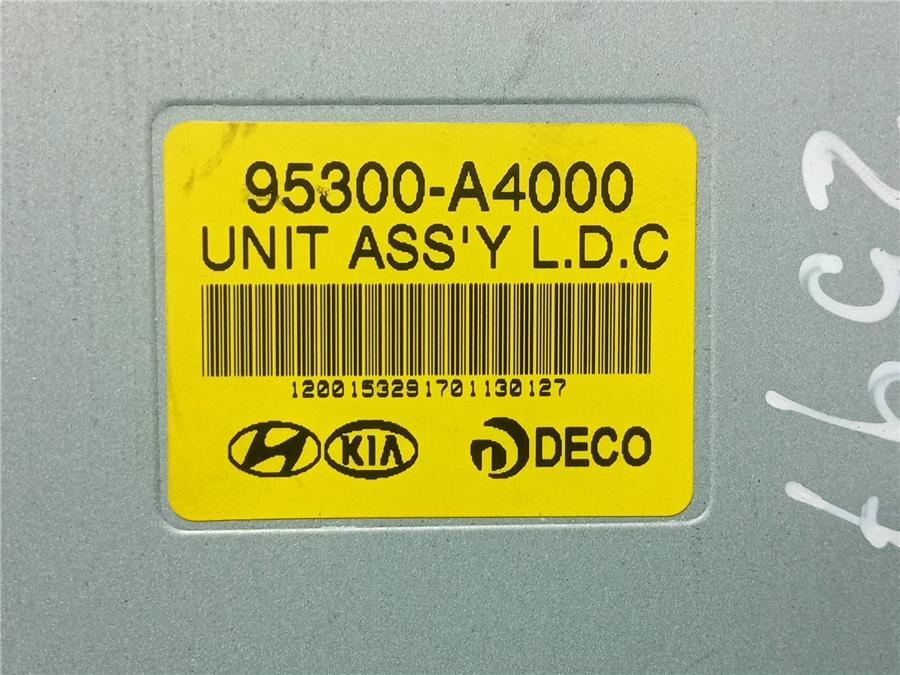 95300-A4000
UNIT ASS'Y L.D.C
1200153291701130127
KIA DECO